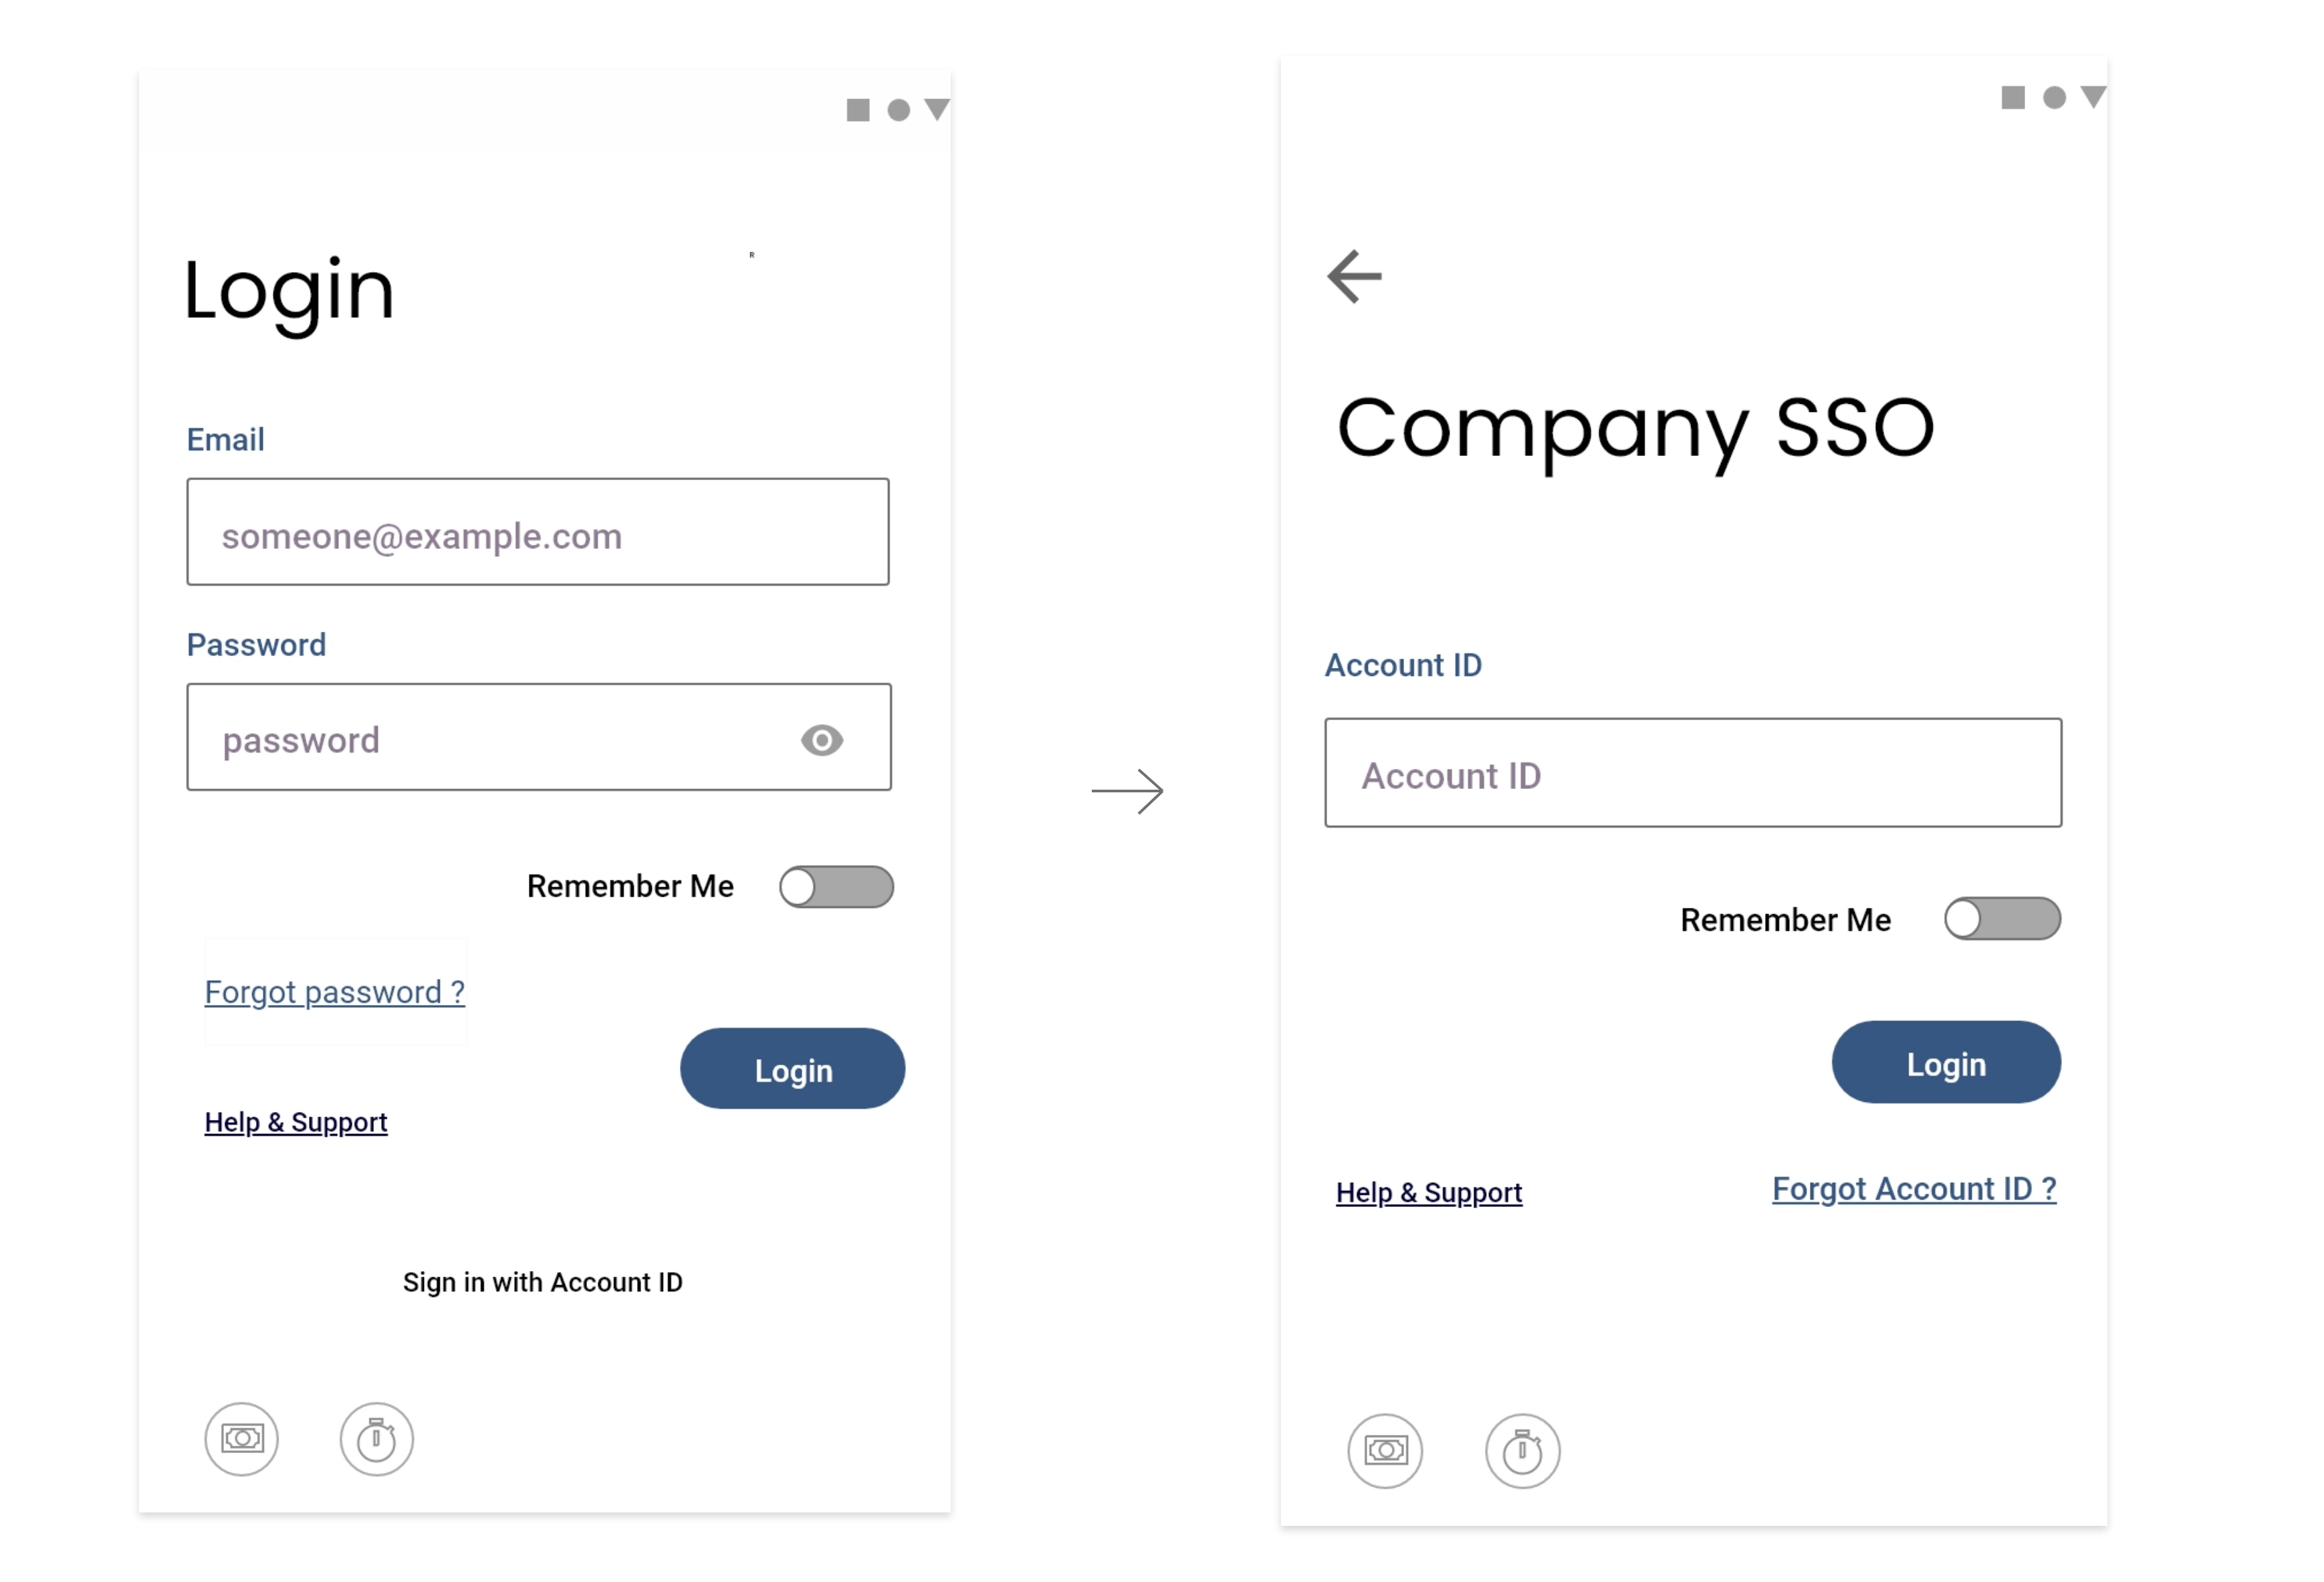 Login
R
Email
someone@example.com
Password
password
Remember Me
Forgot password ?
Login
Help & Support
Sign in with Account ID
Company SSO
Account ID
Account ID
Remember Me
Login
Help & Support
Forgot Account ID ?